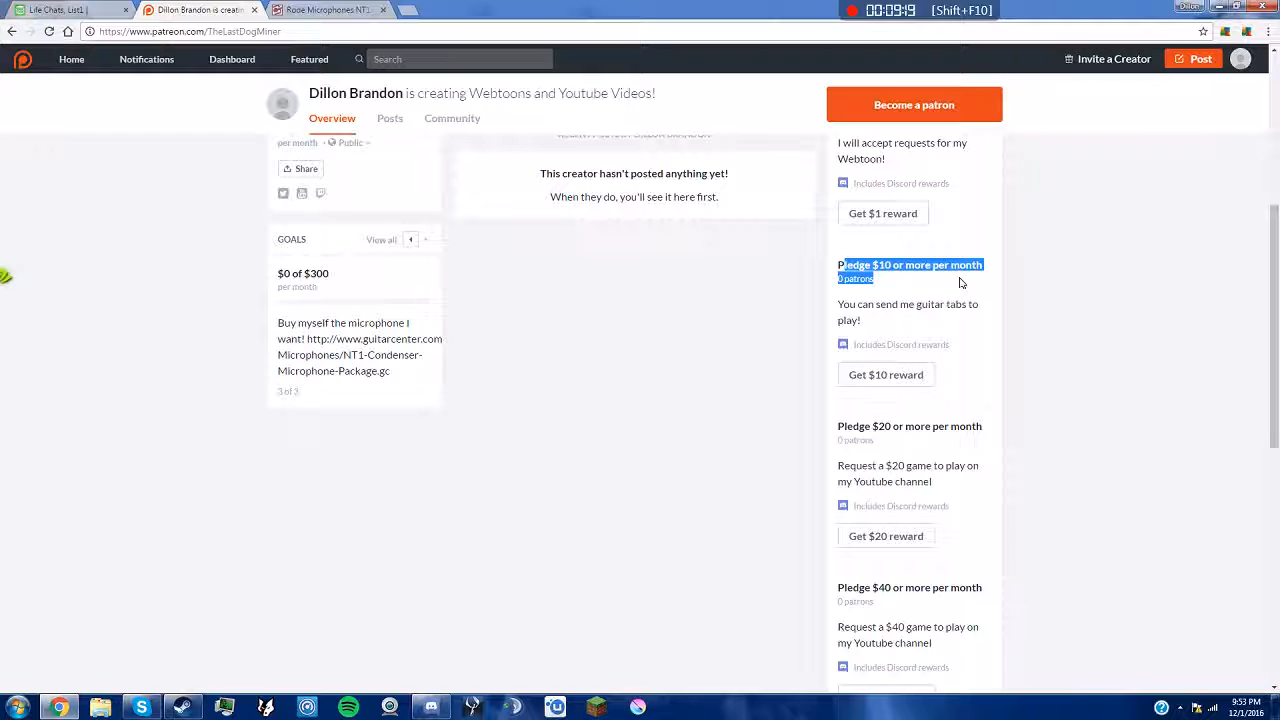 Life Chats, List1
Dillon Brandon is creatin
Rode Microphones NT1
00:09:19 [Shift+F10]
Dillon
https://www.patreon.com/TheLastDogMiner
Home
Notifications
Dashboard
Featured
Search
Invite a Creator
Post
Dillon Brandon is creating Webtoons and Youtube Videos!
Overview
Posts
Community
Become a patron
per month · Public
Share
GOALS
View all
$0 of $300
per month
Buy myself the microphone I
want! http://www.guitarcenter.com
Microphones/NT1-Condenser-
Microphone-Package.gc
3 of 3
This creator hasn't posted anything yet!
When they do, you'll see it here first.
I will accept requests for my
Webtoon!
Includes Discord rewards
Get $1 reward
Pledge $10 or more per month
0 patrons
You can send me guitar tabs to
play!
Includes Discord rewards
Get $10 reward
Pledge $20 or more per month
0 patrons
Request a $20 game to play on
my Youtube channel
Includes Discord rewards
Get $20 reward
Pledge $40 or more per month
0 patrons
Request a $40 game to play on
my Youtube channel
Includes Discord rewards
9:53 PM
12/1/2016